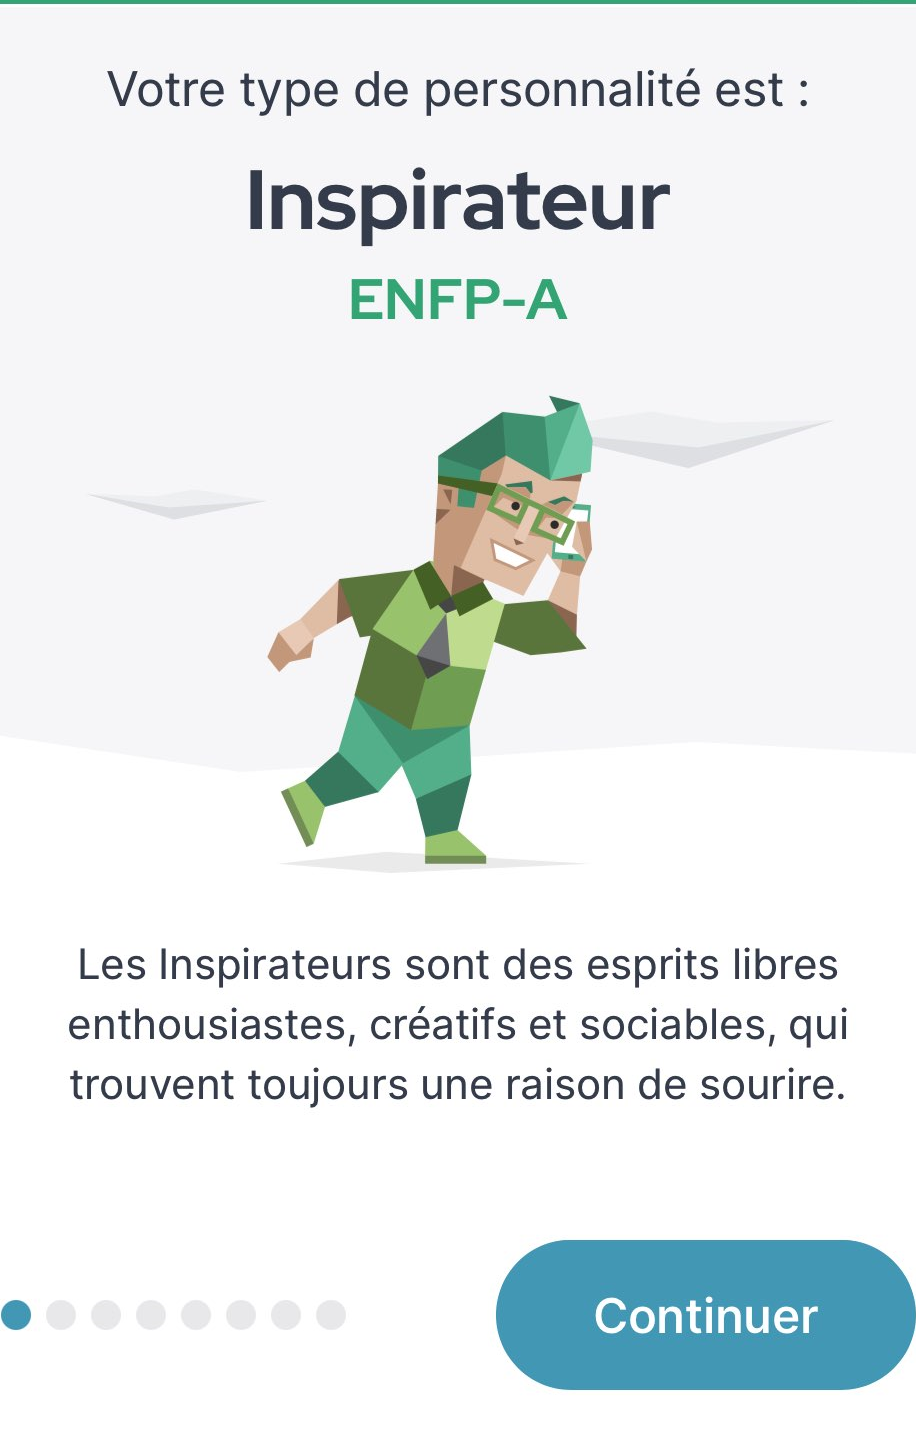 Votre type de personnalité est :
Inspirateur
ENFP-A
Les Inspirateurs sont des esprits libres
enthousiastes, créatifs et sociables, qui
trouvent toujours une raison de sourire.
Continuer